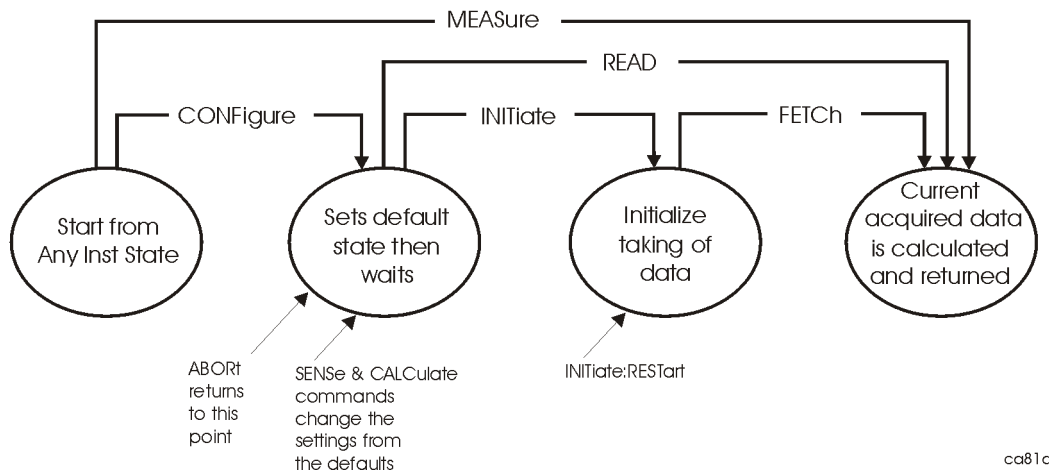 MEASure
READ
CONFigure
INITiate
FETCh
Start from
Any Inst State
Sets default
state then
waits
Initialize
taking of
data
Current
acquired data
is calculated
and returned
ABORt
returns
to this
point
SENSe & CALCulate
commands
change the
settings from
the defaults
INITiate:RESTart
ca81a